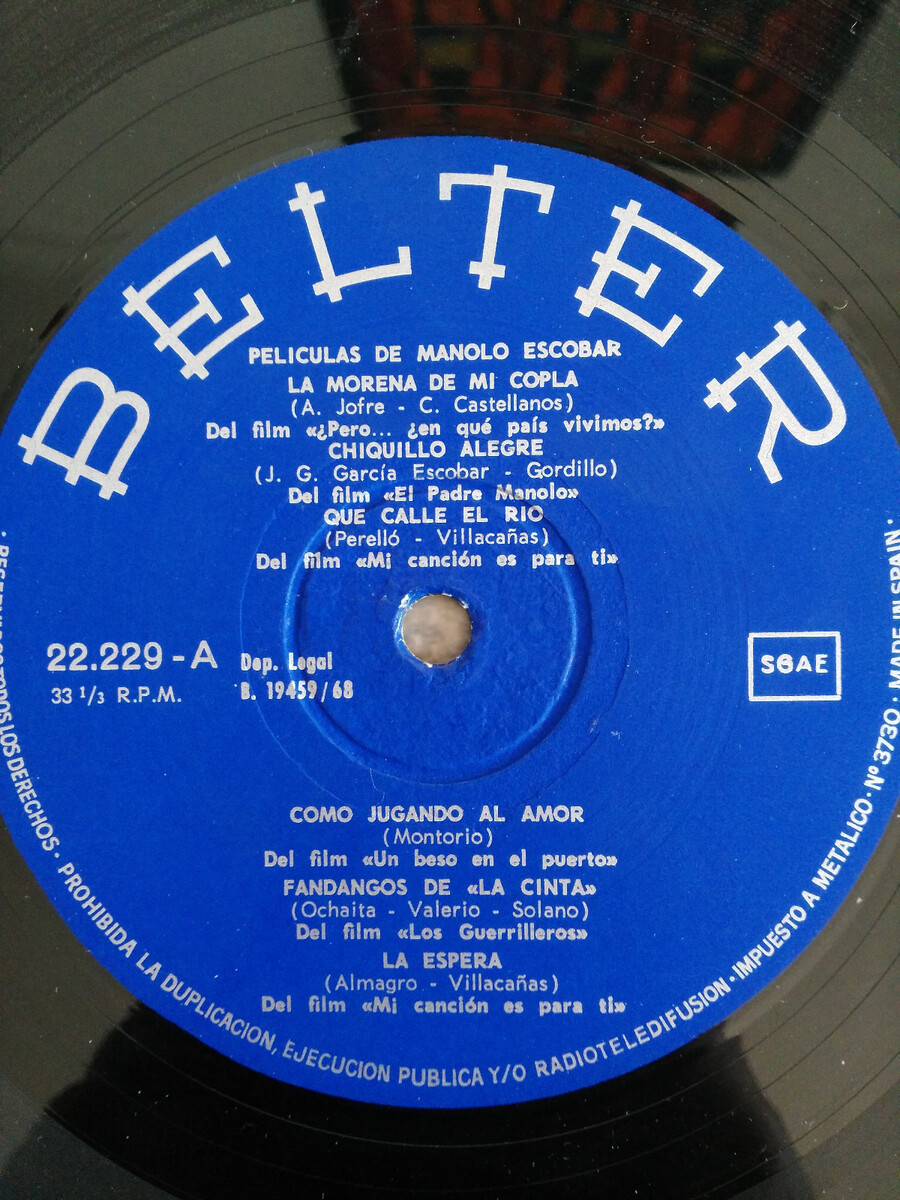 BELTER
PELICULAS DE MANOLO ESCOBAR
LA MORENA DE MI COPLA
(A. Jofre - C. Castellanos)
Del film «¿Pero... ¿en qué país vivimos?»
CHIQUILLO ALEGRE
(J. G. García Escobar - Gordillo)
Del film «El Padre Manolo»
QUE CALLE EL RIO
(Perelló - Villacañas)
Del film «Mi canción es para ti»
22.229 - A
33 1/3 R.P.M.
Dep. Legal
B. 19459/68
SGAE
COMO JUGANDO AL AMOR
(Montorio)
Del film «Un beso en el puerto»
FANDANGOS DE «LA CINTA»
(Ochaita - Valerio - Solano)
Del film «Los Guerrilleros»
LA ESPERA
(Almagro - Villacañas)
Del film «Mi canción es para ti»
TODOS LOS DERECHOS · PROHIBIDA LA DUPLICACION, EJECUCION PUBLICA Y/O RADIOTELEDIFUSION · IMPUESTO A METALICO · Nº 3730 · MADE IN SPAIN ·